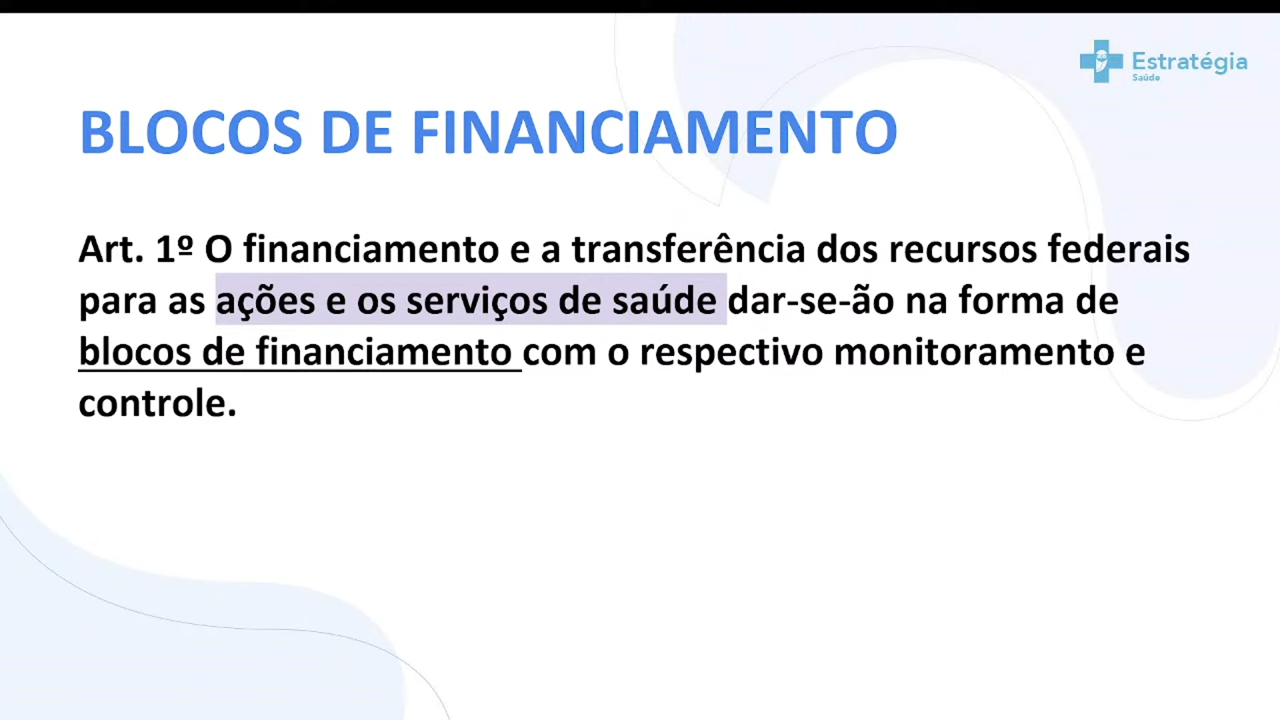 Estratégia
Saúde
BLOCOS DE FINANCIAMENTO
Art. 1º O financiamento e a transferência dos recursos federais
para as ações e os serviços de saúde dar-se-ão na forma de
blocos de financiamento com o respectivo monitoramento e
controle.